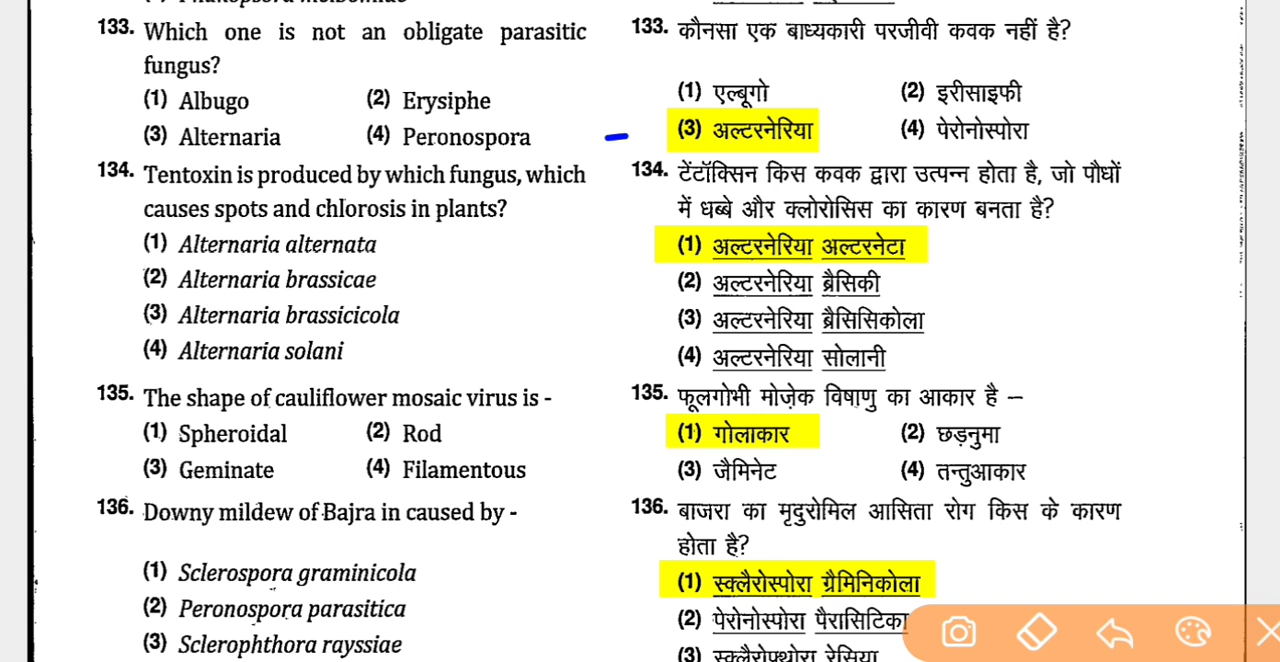 133. Which one is not an obligate parasitic
fungus?
(1) Albugo (2) Erysiphe
(3) Alternaria (4) Peronospora
134. Tentoxin is produced by which fungus, which
causes spots and chlorosis in plants?
(1) Alternaria alternata
(2) Alternaria brassicae
(3) Alternaria brassicicola
(4) Alternaria solani
135. The shape of cauliflower mosaic virus is -
(1) Spheroidal (2) Rod
(3) Geminate (4) Filamentous
136. Downy mildew of Bajra in caused by -
(1) Sclerospora graminicola
(2) Peronospora parasitica
(3) Sclerophthora rayssiae
133. कौनसा एक बाध्यकारी परजीवी कवक नहीं है?
(1) एल्बूगो (2) इरीसाइफी
(3) अल्टरनेरिया (4) पेरोनोस्पोरा
134. टेंटॉक्सिन किस कवक द्वारा उत्पन्न होता है, जो पौधों
में धब्बे और क्लोरोसिस का कारण बनता है?
(1) अल्टरनेरिया अल्टरनेटा
(2) अल्टरनेरिया ब्रैसिकी
(3) अल्टरनेरिया ब्रैसिसिकोला
(4) अल्टरनेरिया सोलानी
135. फूलगोभी मोज़ेक विषाणु का आकार है –
(1) गोलाकार (2) छड़नुमा
(3) जैमिनेट (4) तन्तुआकार
136. बाजरा का मृदुरोमिल आसिता रोग किस के कारण
होता है?
(1) स्क्लैरोस्पोरा ग्रैमिनिकोला
(2) पेरोनोस्पोरा पैरासिटिका
(3) स्क्लैरोफ्थोरा रेसिया